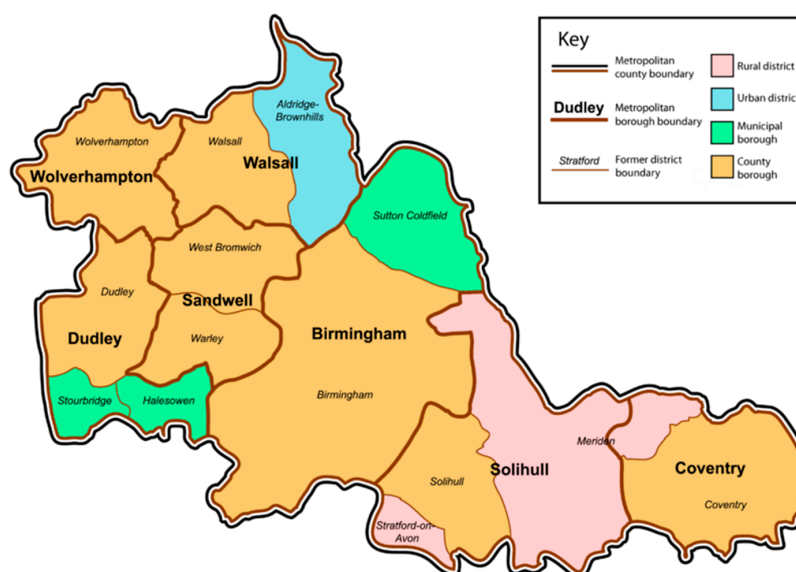 Key
Metropolitan
county boundary
Dudley
Metropolitan
borough boundary
Stratford
Former district
boundary
Rural district
Urban district
Municipal
borough
County
borough
Aldridge-
Brownhills
Wolverhampton
Walsall
Walsall
Wolverhampton
Sutton Coldfield
West Bromwich
Dudley
Sandwell
Dudley
Warley
Birmingham
Birmingham
Stourbridge
Halesowen
Meriden
Solihull
Coventry
Solihull
Coventry
Stratford-on-
Avon